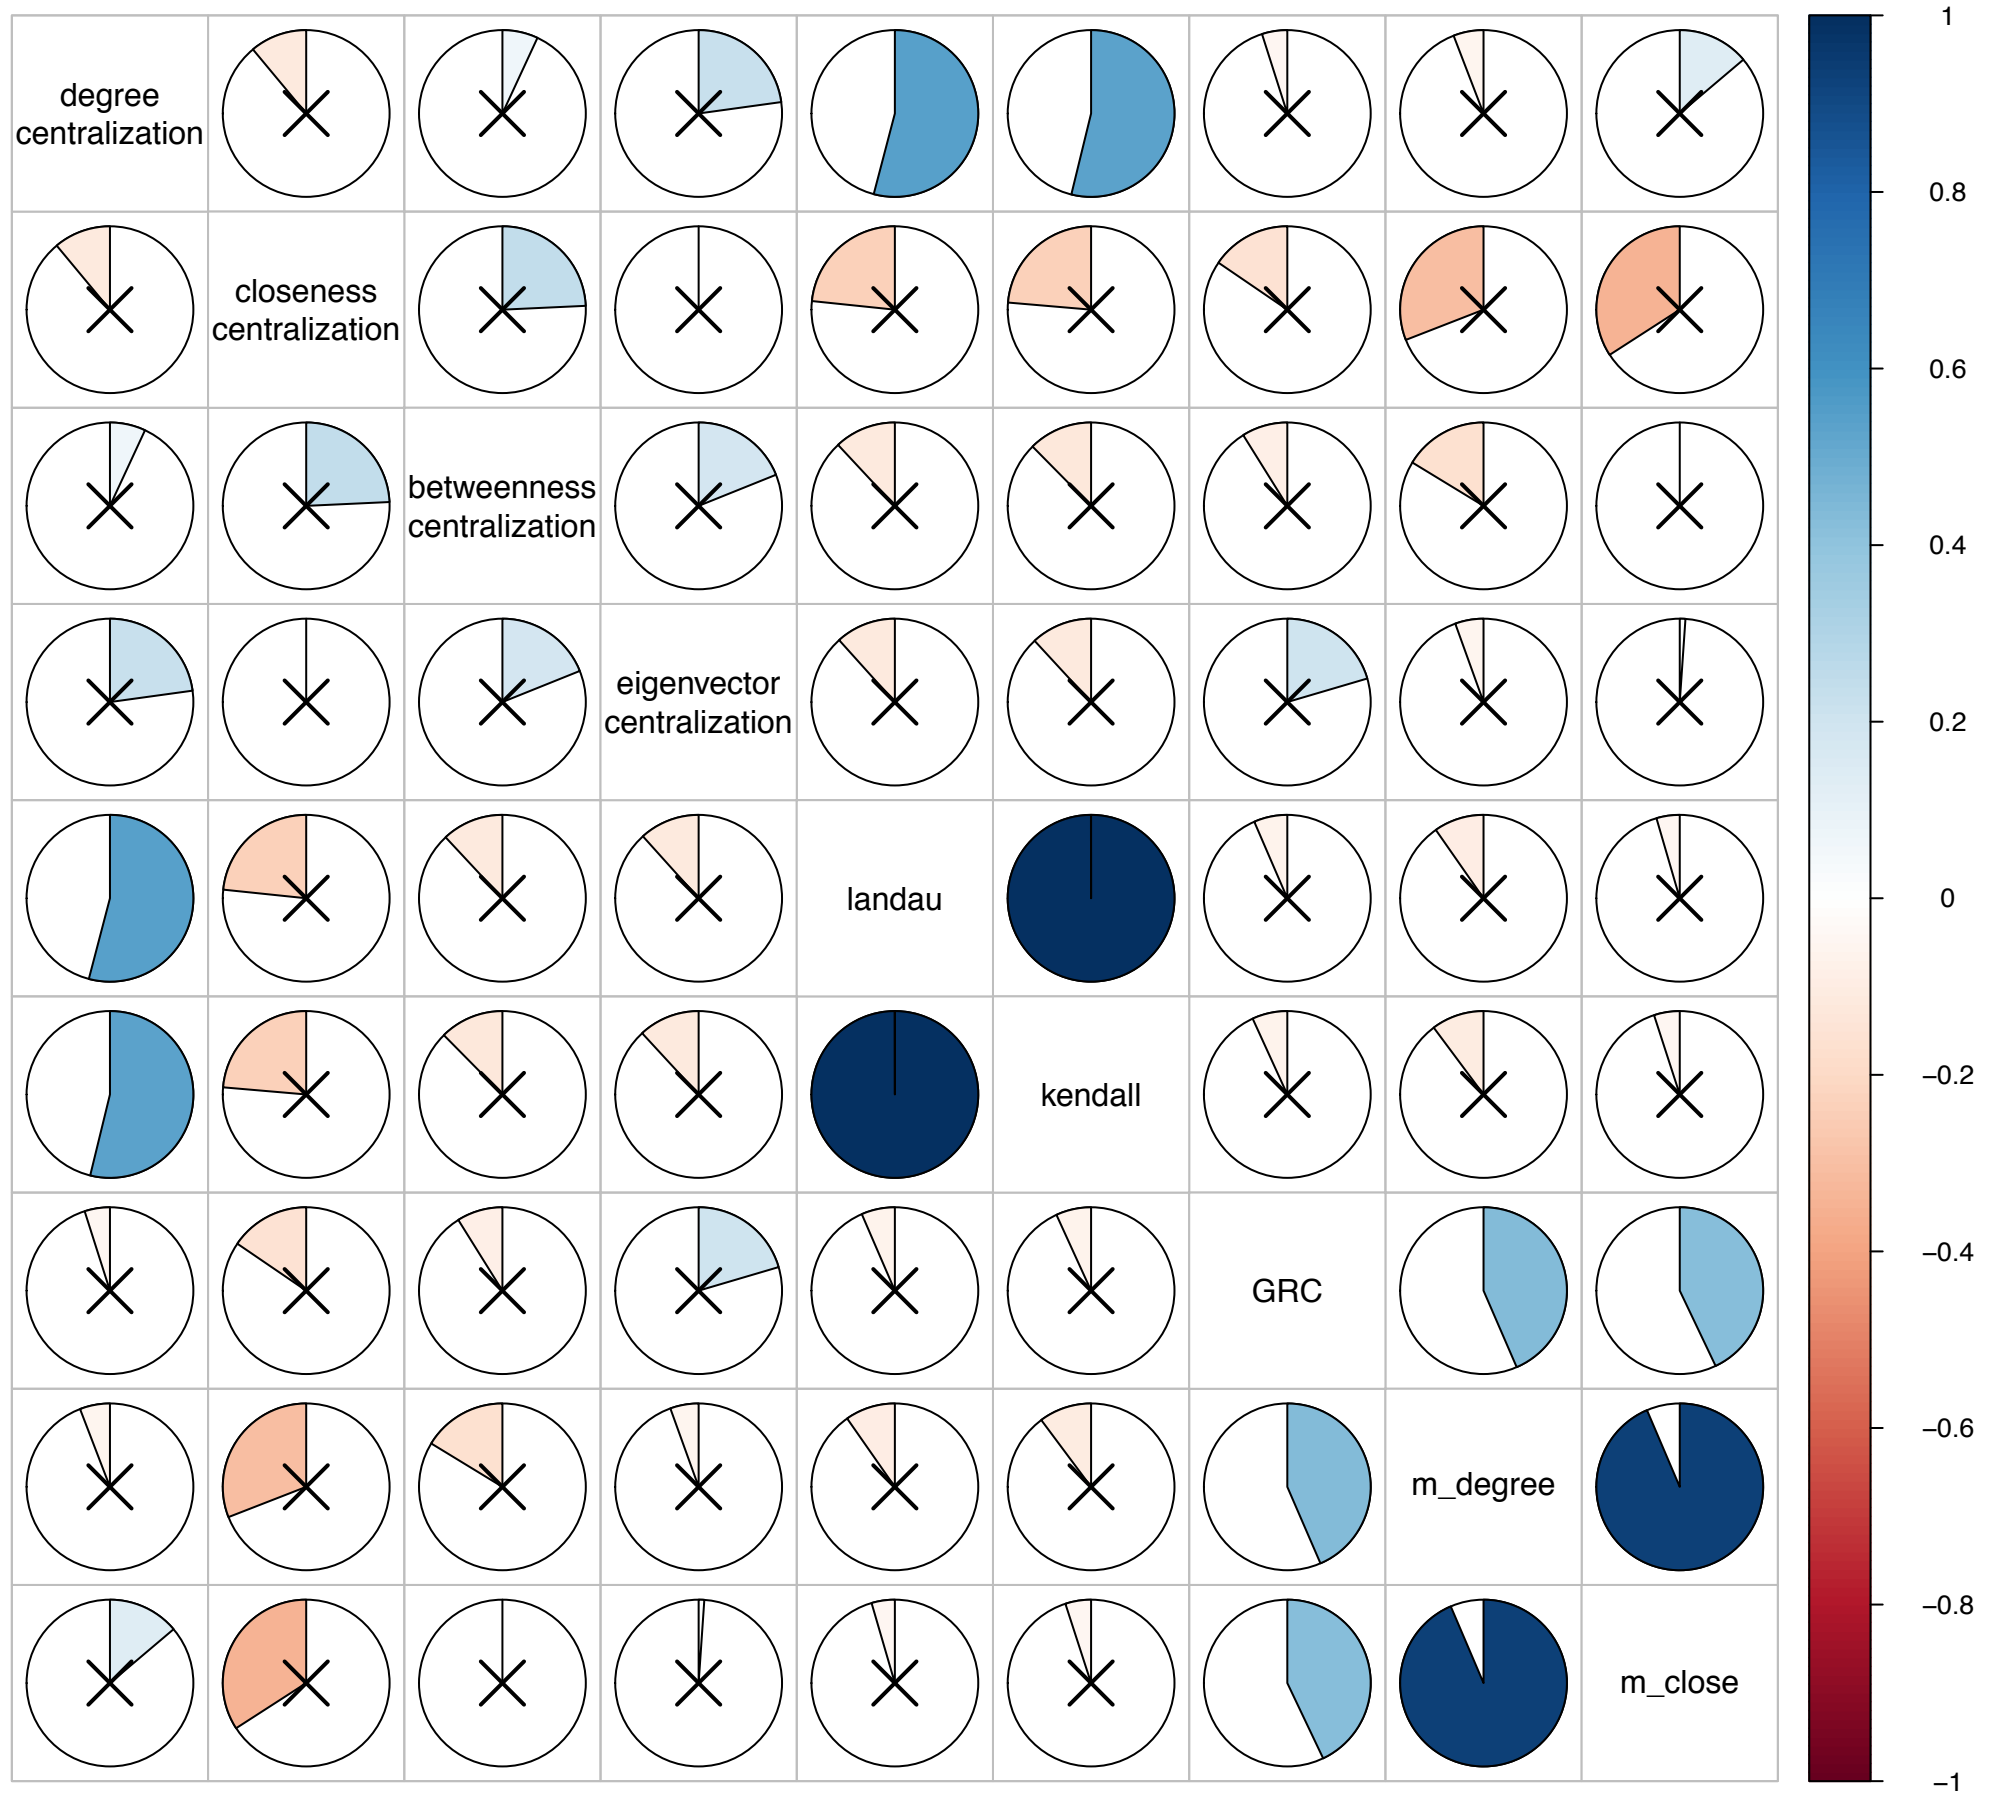 degree
centralization
closeness
centralization
betweenness
centralization
eigenvector
centralization
landau
kendall
GRC
m_degree
m_close
1
0.8
0.6
0.4
0.2
0
−0.2
−0.4
−0.6
−0.8
−1